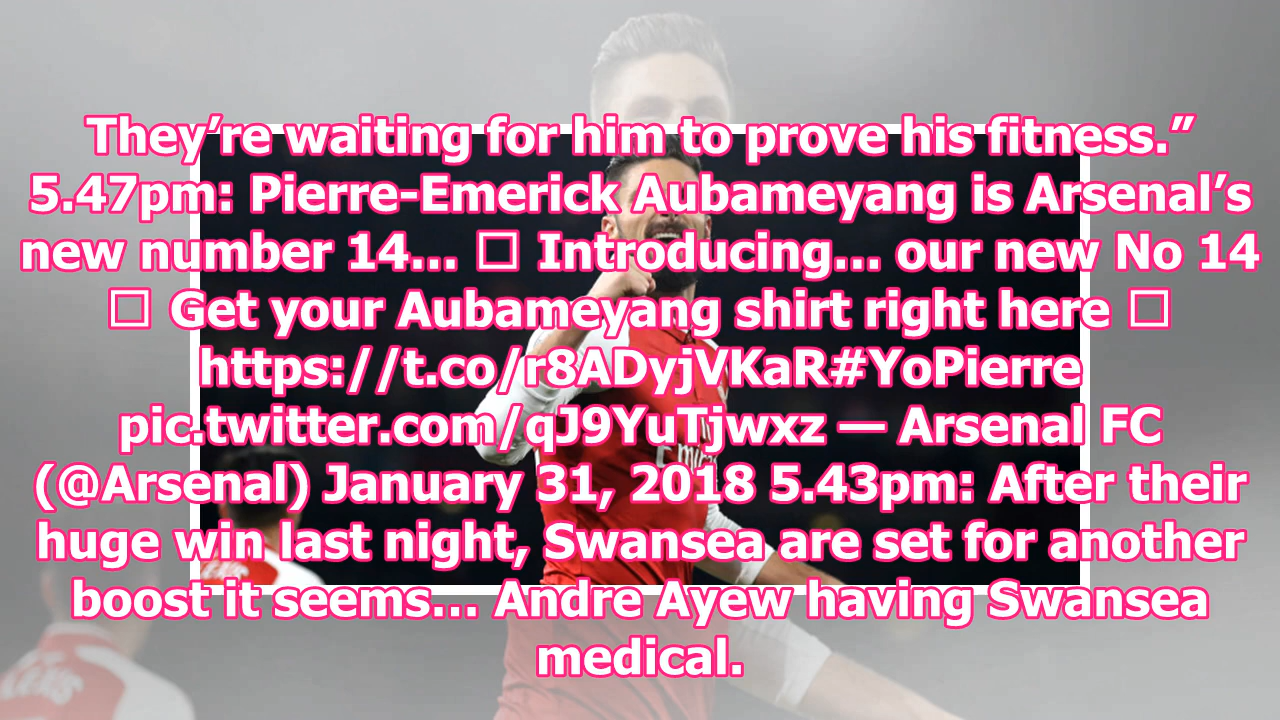 They’re waiting for him to prove his fitness.”
5.47pm: Pierre-Emerick Aubameyang is Arsenal’s
new number 14... □ Introducing... our new No 14
□ Get your Aubameyang shirt right here □
https://t.co/r8ADyjVKaR#YoPierre
pic.twitter.com/qJ9YuTjwxz — Arsenal FC
(@Arsenal) January 31, 2018 5.43pm: After their
huge win last night, Swansea are set for another
boost it seems... Andre Ayew having Swansea
medical.